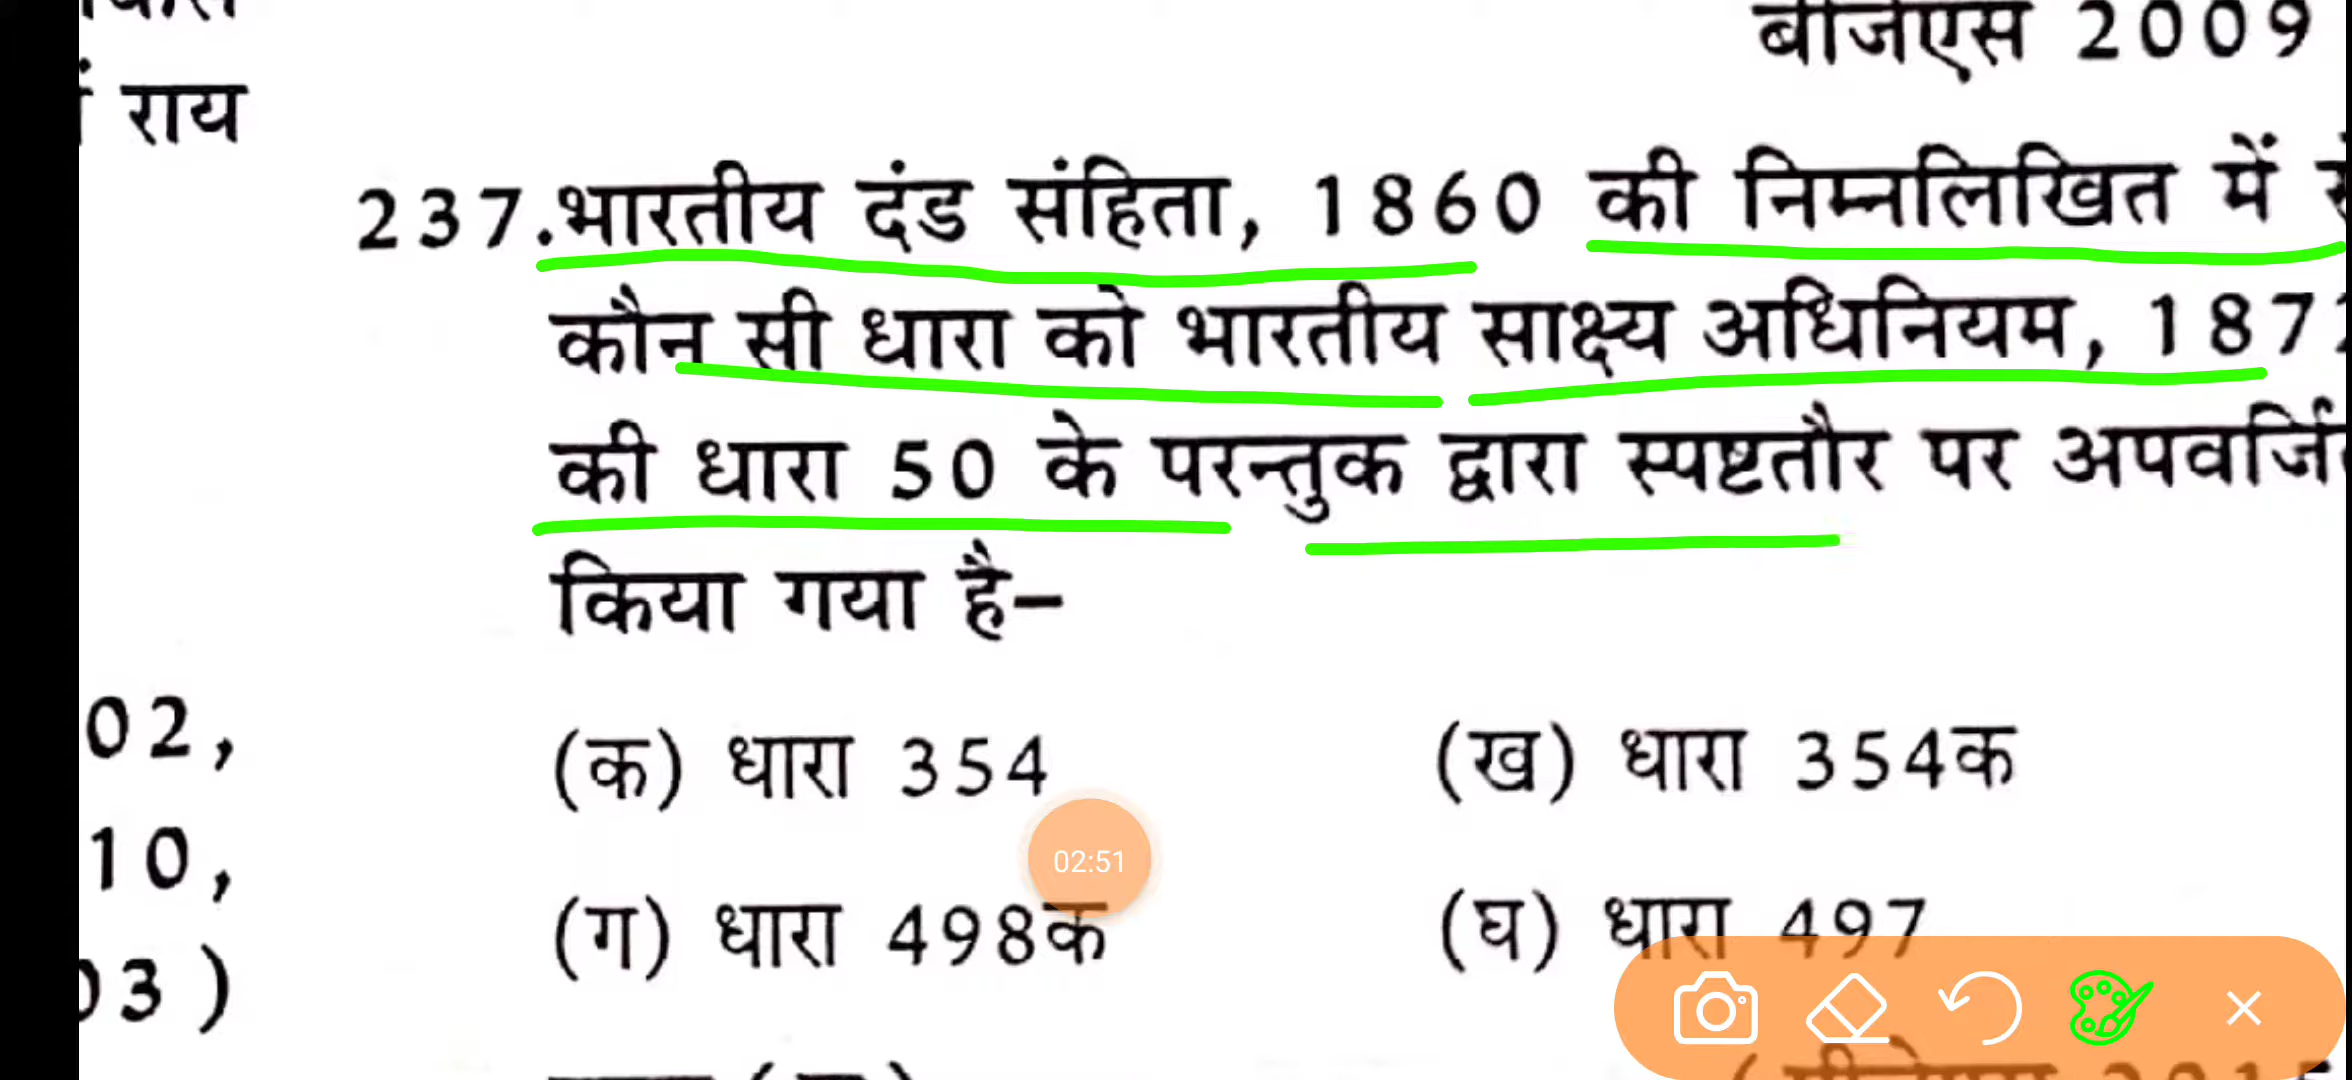 राय
बीजेएस 2009
237.भारतीय दंड संहिता, 1860 की निम्नलिखित में
कौन सी धारा को भारतीय साक्ष्य अधिनियम, 187
की धारा 50 के परन्तुक द्वारा स्पष्टतौर पर
किया गया है–
02,
(क) धारा 354
(ख) धारा 354क
02:51
10,
(ग) धारा 498क
(घ) धारा 497
03)